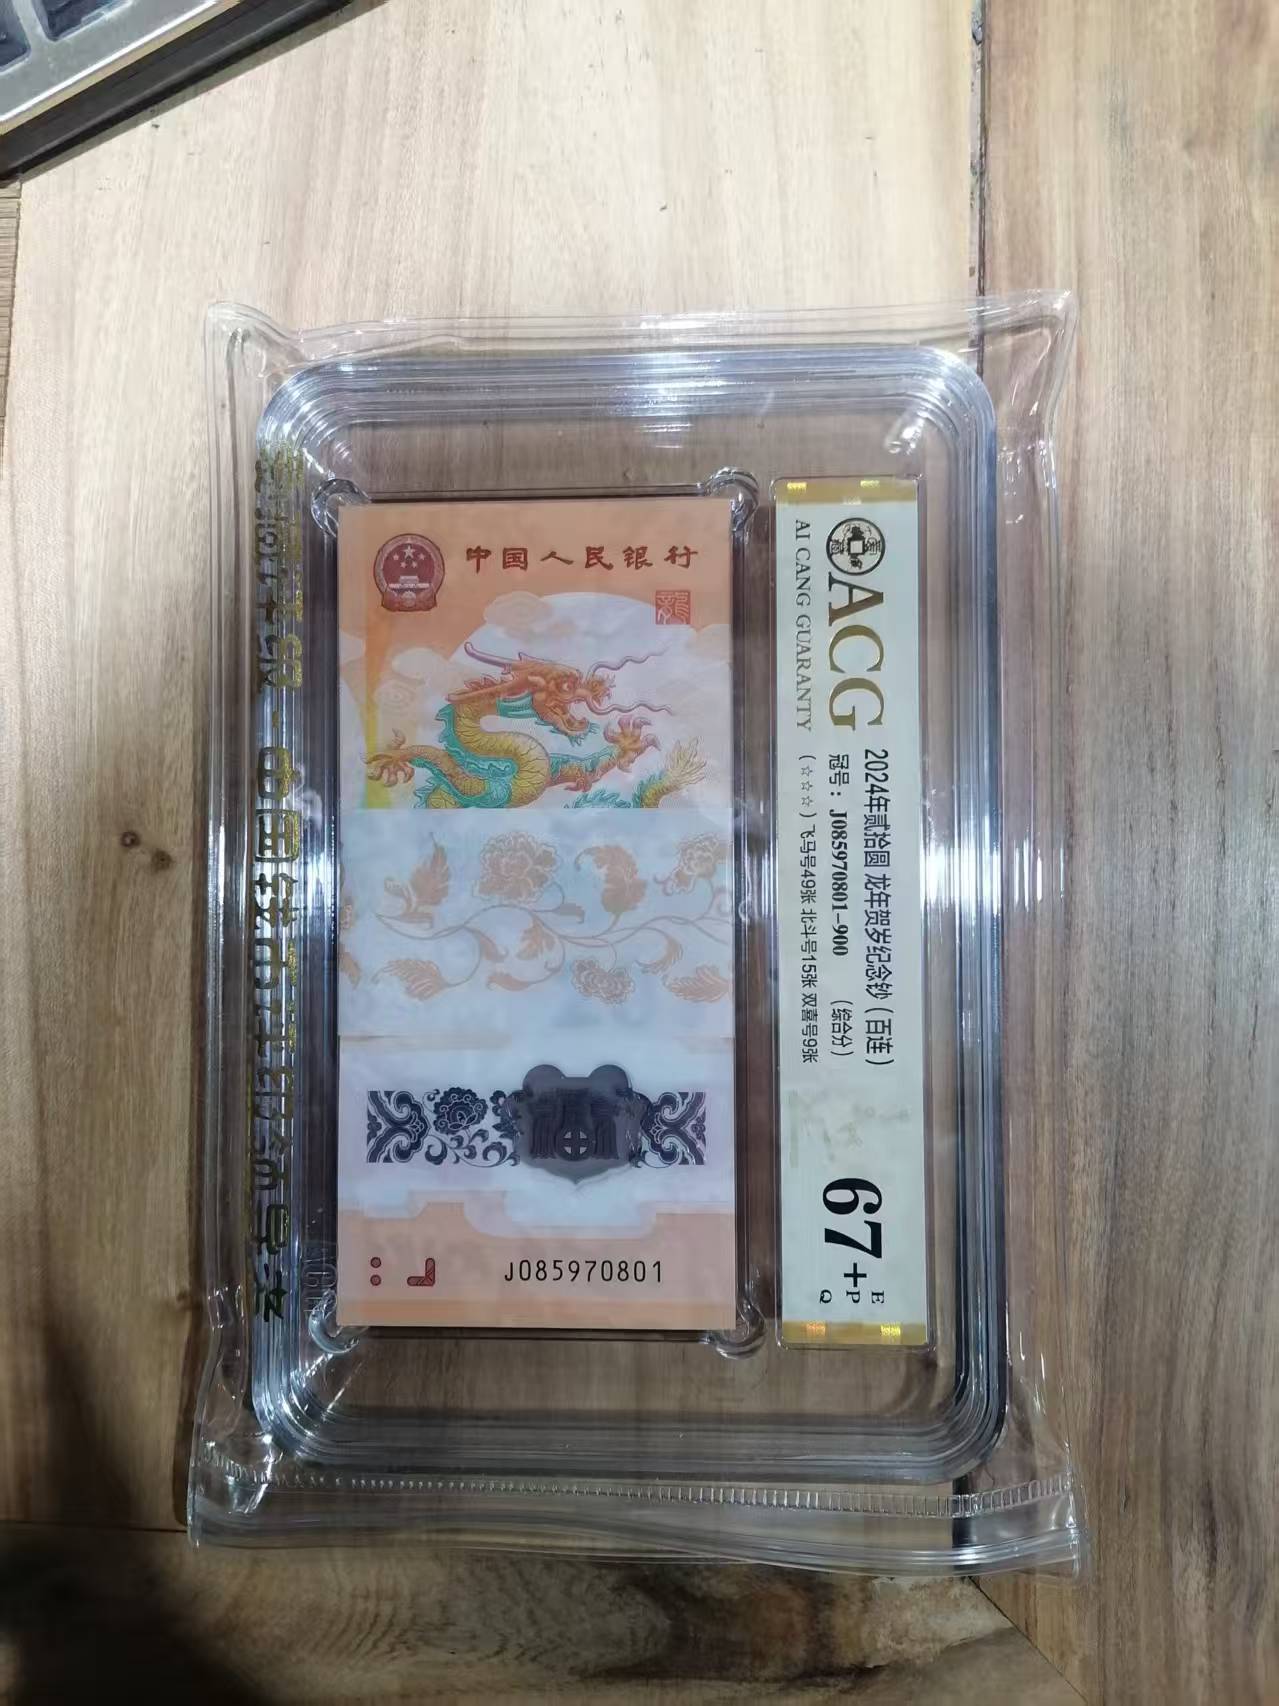 中国人民银行
龍
福
J085970801
ACG
AI CANG GUARANTY
2024年贰拾圆 龙年贺岁纪念钞（百连）
冠号：J085970801-900 （综合分）
(☆☆☆) 飞马号49张 北斗号15张 双喜号9张
67+
E
P
Q